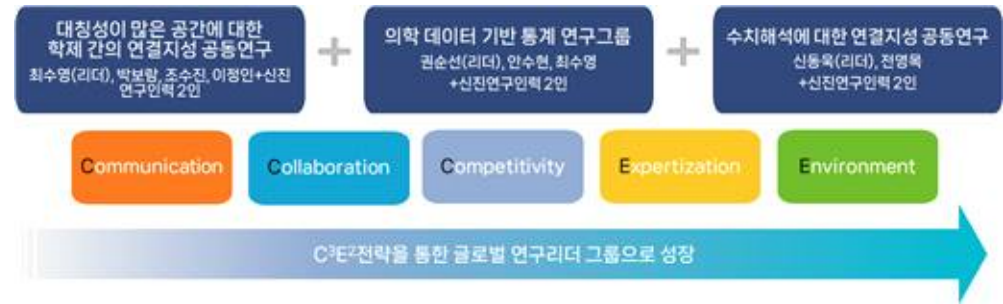 대칭성이 많은 공간에 대한
학제 간의 연결지성 공동연구
최수영(리더), 박보람, 조수진, 이정인+신진
연구인력 2인
+
의학 데이터 기반 통계 연구그룹
권순선(리더), 안수현, 최수영
+신진연구인력 2인
+
수치해석에 대한 연결지성 공동연구
신동욱(리더), 전영목
+신진연구인력 2인
Communication
Collaboration
Competitivity
Expertization
Environment
C³E²전략을 통한 글로벌 연구리더 그룹으로 성장